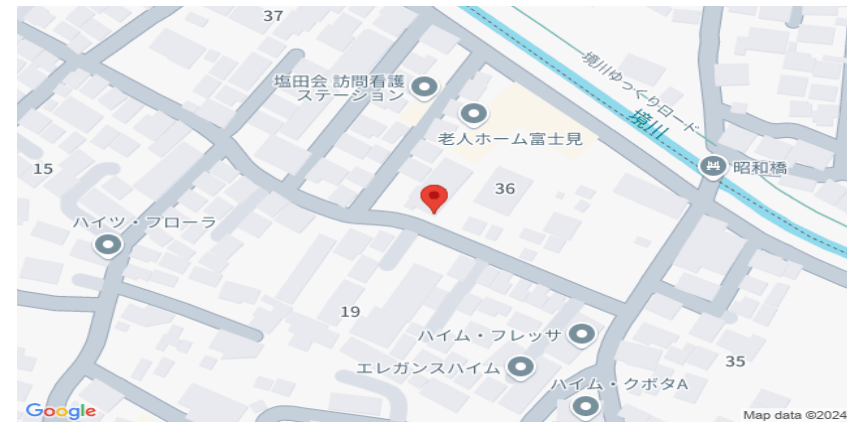 37
塩田会 訪問看護
ステーション
老人ホーム富士見
境川ゆっくりロード
境川
昭和橋
15
36
ハイツ・フローラ
19
ハイム・フレッサ
エレガンスハイム
ハイム・クボタA
35
Google
Map data ©2024